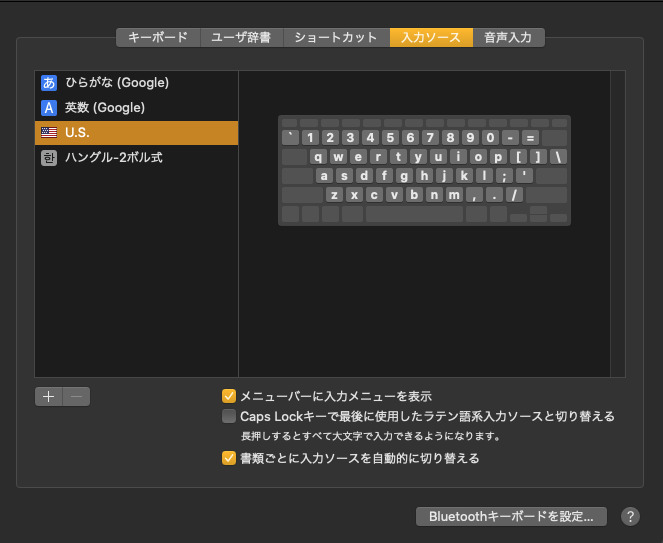 キーボード ユーザ辞書 ショートカット 入力ソース 音声入力
あ ひらがな (Google)
A 英数 (Google)
U.S.
한 ハングル-2ボル式
` 1 2 3 4 5 6 7 8 9 0 - =
q w e r t y u i o p [ ] \
a s d f g h j k l ; '
z x c v b n m , . /
+ −
メニューバーに入力メニューを表示
Caps Lockキーで最後に使用したラテン語系入力ソースと切り替える
長押しするとすべて大文字で入力できるようになります。
書類ごとに入力ソースを自動的に切り替える
Bluetoothキーボードを設定... ?